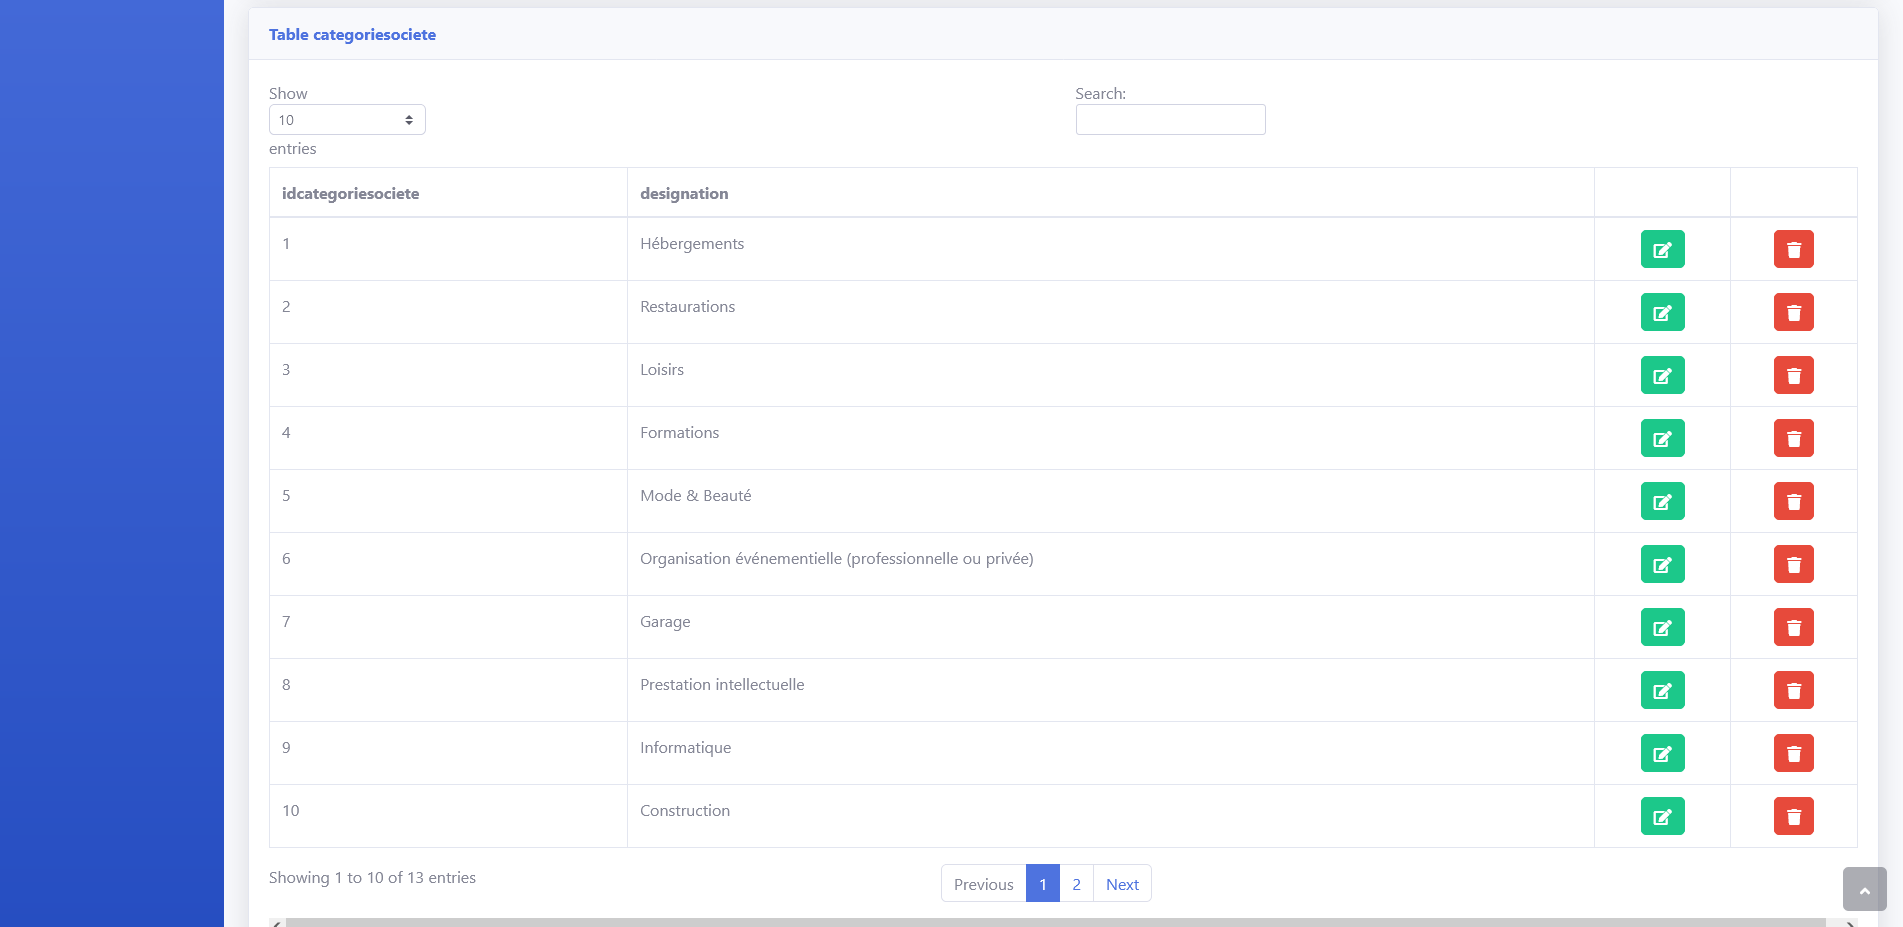 Table categoriesociete
Show
Search:
10
entries
idcategoriesociete designation
1 Hébergements
2 Restaurations
3 Loisirs
4 Formations
5 Mode & Beauté
6 Organisation événementielle (professionnelle ou privée)
7 Garage
8 Prestation intellectuelle
9 Informatique
10 Construction
Showing 1 to 10 of 13 entries
Previous 1 2 Next